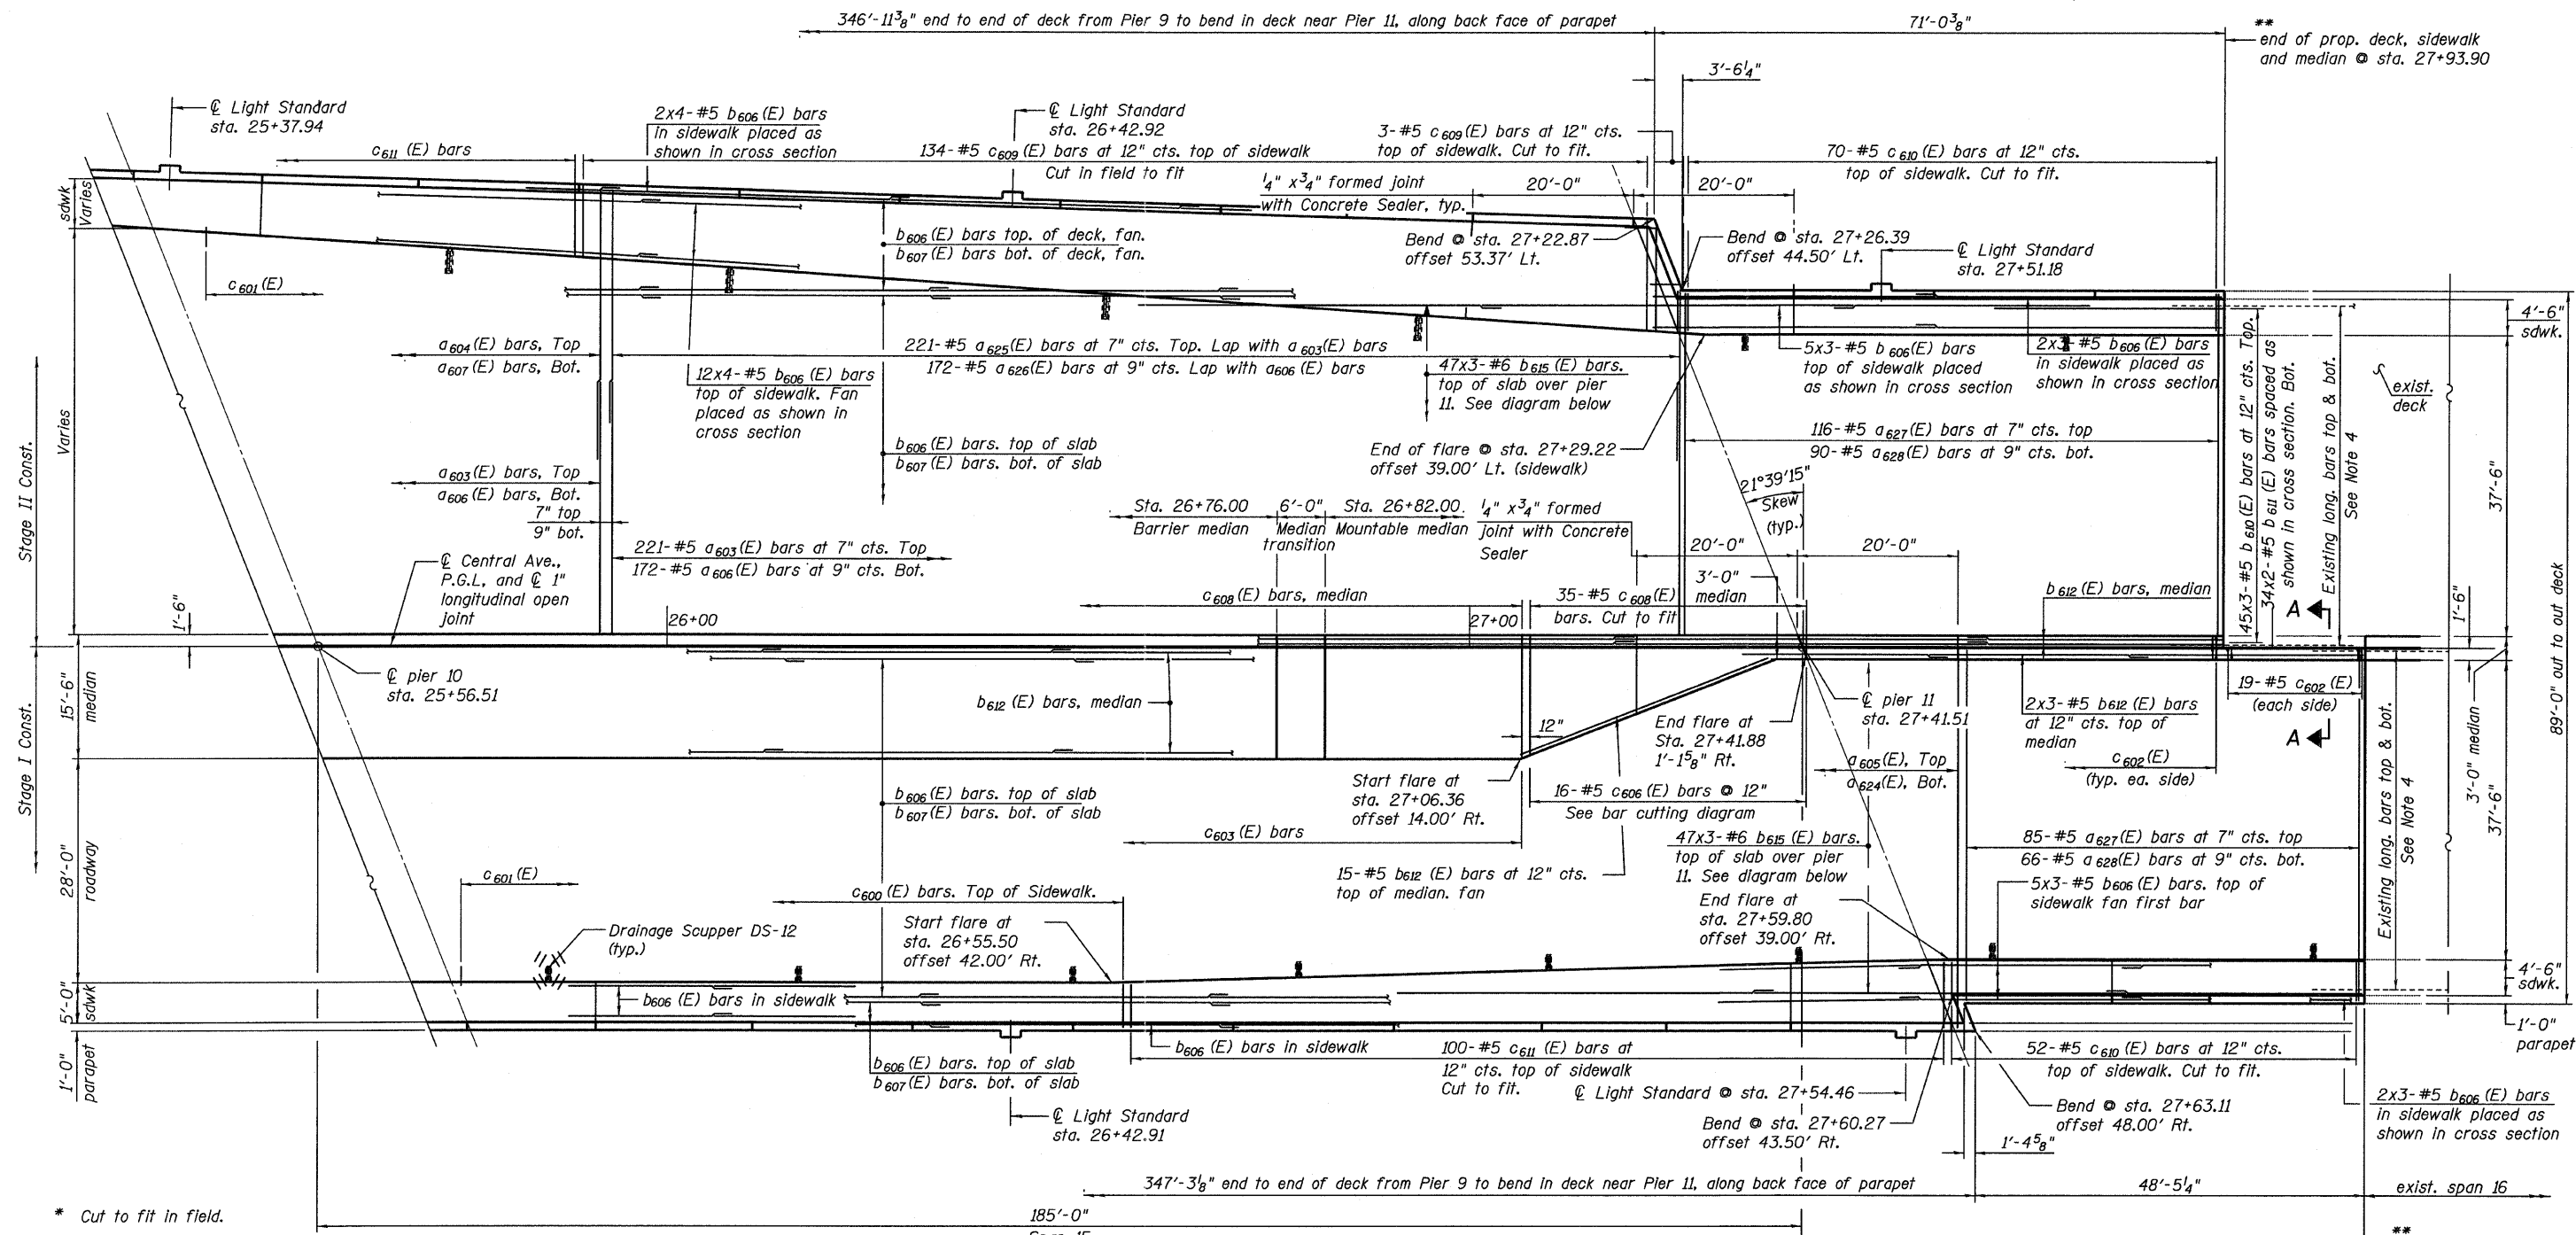 346'-11 3/8" end to end of deck from Pier 9 to bend in deck near Pier 11, along back face of parapet
71'-0 3/8"
**
end of prop. deck, sidewalk
and median @ sta. 27+93.90
3'-6 1/4"
℄ Light Standard
sta. 25+37.94
2x4-#5 b606 (E) bars
in sidewalk placed as
shown in cross section
℄ Light Standard
sta. 26+42.92
3-#5 c609 (E) bars at 12" cts.
top of sidewalk. Cut to fit.
c611 (E) bars
134-#5 c609 (E) bars at 12" cts. top of sidewalk
Cut in field to fit
70-#5 c610 (E) bars at 12" cts.
top of sidewalk. Cut to fit.
1/4" x 3/4" formed joint
with Concrete Sealer, typ.
20'-0"
20'-0"
sdwk
Varies
b606 (E) bars top. of deck, fan.
b607 (E) bars bot. of deck, fan.
Bend @ sta. 27+22.87
offset 53.37' Lt.
Bend @ sta. 27+26.39
offset 44.50' Lt.
℄ Light Standard
sta. 27+51.18
c601 (E)
4'-6"
sdwk.
a604 (E) bars, Top
a607 (E) bars, Bot.
221-#5 a625 (E) bars at 7" cts. Top. Lap with a603 (E) bars
172-#5 a626 (E) bars at 9" cts. Lap with a606 (E) bars
12x4-#5 b606 (E) bars
top of sidewalk. Fan
placed as shown in
cross section
47x3-#6 b615 (E) bars.
top of slab over pier
11. See diagram below
5x3-#5 b606 (E) bars
top of sidewalk placed
as shown in cross section
2x3-#5 b606 (E) bars
in sidewalk placed as
shown in cross section
45x3-#5 b610 (E) bars at 12" cts. Top.
34x2-#5 b611 (E) bars spaced as
shown in cross section. Bot.
Existing long. bars top & bot.
See Note 4
exist.
deck
Stage II Const.
Varies
b606 (E) bars. top of slab
b607 (E) bars. bot. of slab
End of flare @ sta. 27+29.22
offset 39.00' Lt. (sidewalk)
116-#5 a627 (E) bars at 7" cts. top
90-#5 a628 (E) bars at 9" cts. bot.
37'-6"
a603 (E) bars, Top
a606 (E) bars, Bot.
7" top
9" bot.
21°39'15"
Skew
(typ.)
Sta. 26+76.00
Barrier median
6'-0"
Median
transition
Sta. 26+82.00
Mountable median
1/4" x 3/4" formed
joint with Concrete
Sealer
20'-0"
20'-0"
221-#5 a603 (E) bars at 7" cts. Top
172-#5 a606 (E) bars at 9" cts. Bot.
℄ Central Ave.,
P.G.L, and ℄ 1"
longitudinal open
joint
1'-6"
c608 (E) bars, median
35-#5 c608 (E)
bars. Cut to fit
3'-0"
median
b612 (E) bars, median
A
1'-6"
26+00
27+00
℄ pier 10
sta. 25+56.51
15'-6"
median
b612 (E) bars, median
12"
End flare at
Sta. 27+41.88
1'-1 5/8" Rt.
℄ pier 11
sta. 27+41.51
2x3-#5 b612 (E) bars
at 12" cts. top of
median
19-#5 c602 (E)
(each side)
A
c602 (E)
(typ. ea. side)
89'-0" out to out deck
3'-0" median
Stage I Const.
Start flare at
sta. 27+06.36
offset 14.00' Rt.
a605 (E), Top
a624 (E), Bot.
b606 (E) bars. top of slab
b607 (E) bars. bot. of slab
16-#5 c606 (E) bars @ 12"
See bar cutting diagram
c603 (E) bars
Existing long. bars top & bot.
See Note 4
37'-6"
47x3-#6 b615 (E) bars.
top of slab over pier
11. See diagram below
85-#5 a627 (E) bars at 7" cts. top
66-#5 a628 (E) bars at 9" cts. bot.
28'-0"
roadway
c601 (E)
15-#5 b612 (E) bars at 12" cts.
top of median. fan
5x3-#5 b606 (E) bars. top of
sidewalk fan first bar
c600 (E) bars. Top of Sidewalk.
Drainage Scupper DS-12
(typ.)
Start flare at
sta. 26+55.50
offset 42.00' Rt.
End flare at
sta. 27+59.80
offset 39.00' Rt.
5'-0"
sdwk
b606 (E) bars in sidewalk
4'-6"
sdwk.
1'-0"
parapet
1'-0"
parapet
b606 (E) bars. top of slab
b607 (E) bars. bot. of slab
b606 (E) bars in sidewalk
100-#5 c611 (E) bars at
12" cts. top of sidewalk
Cut to fit.
52-#5 c610 (E) bars at 12" cts.
top of sidewalk. Cut to fit.
℄ Light Standard @ sta. 27+54.46
℄ Light Standard
sta. 26+42.91
Bend @ sta. 27+60.27
offset 43.50' Rt.
Bend @ sta. 27+63.11
offset 48.00' Rt.
1'-4 5/8"
2x3-#5 b606 (E) bars
in sidewalk placed as
shown in cross section
347'-3 1/8" end to end of deck from Pier 9 to bend in deck near Pier 11, along back face of parapet
48'-5 1/4"
exist. span 16
* Cut to fit in field.
185'-0"
**